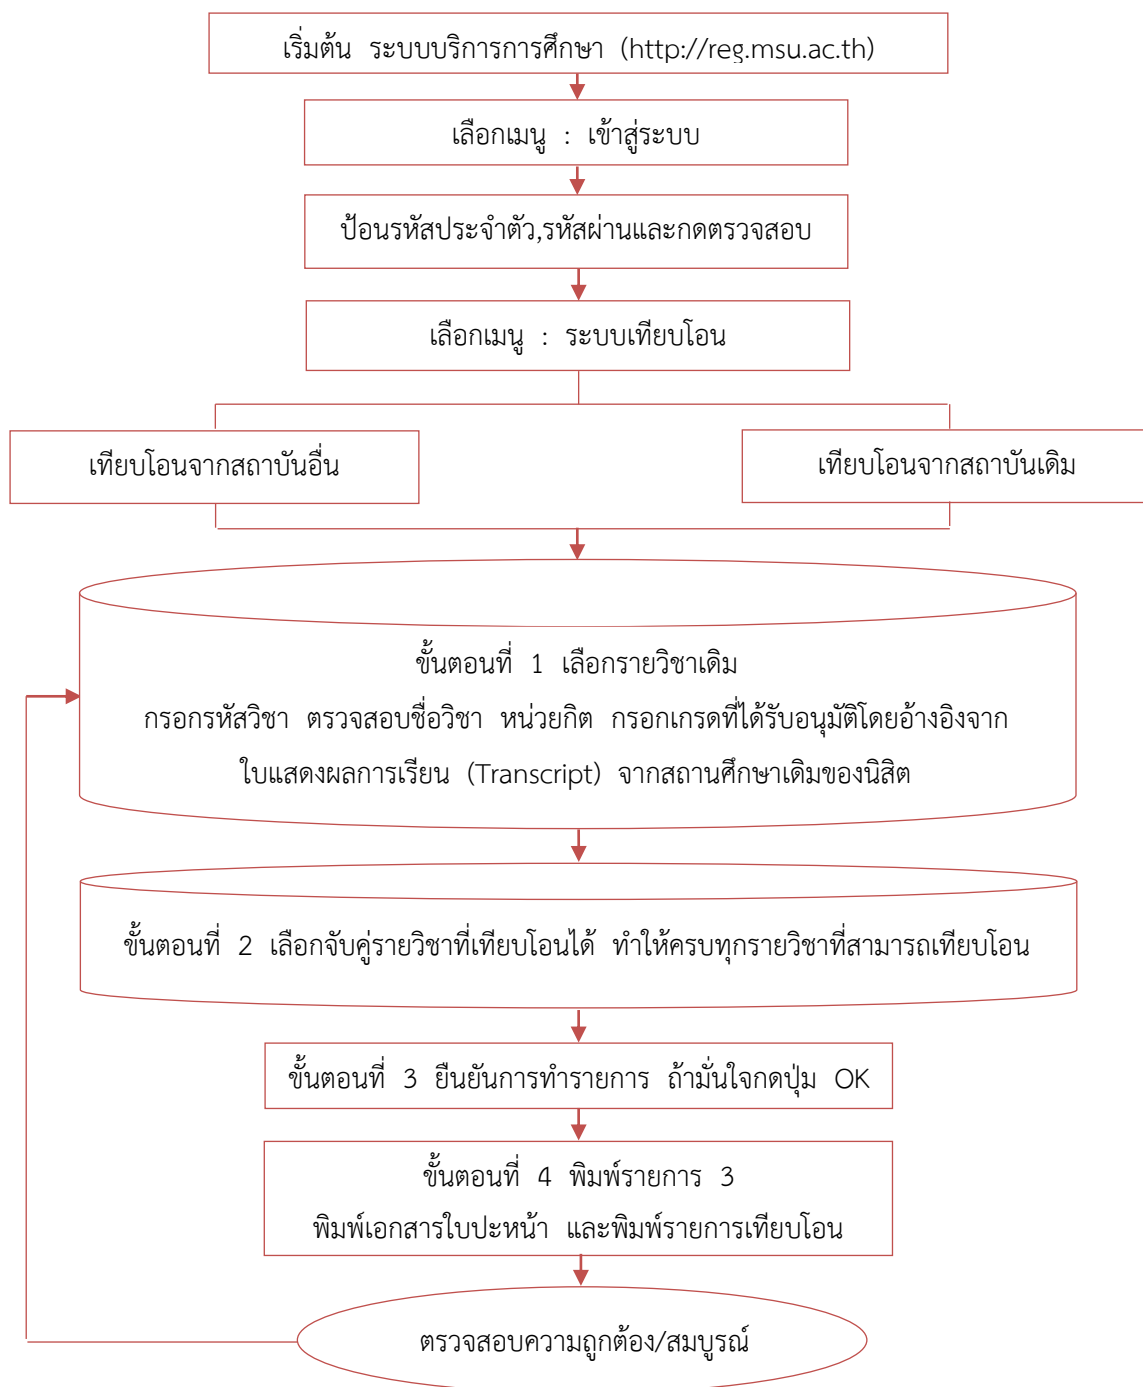 เริ่มต้น ระบบบริการการศึกษา (http://reg.msu.ac.th)
เลือกเมนู : เข้าสู่ระบบ
ป้อนรหัสประจำตัว,รหัสผ่านและกดตรวจสอบ
เลือกเมนู : ระบบเทียบโอน
เทียบโอนจากสถาบันอื่น
เทียบโอนจากสถาบันเดิม
ขั้นตอนที่ 1 เลือกรายวิชาเดิม
กรอกรหัสวิชา ตรวจสอบชื่อวิชา หน่วยกิต กรอกเกรดที่ได้รับอนุมัติโดยอ้างอิงจาก
ใบแสดงผลการเรียน (Transcript) จากสถานศึกษาเดิมของนิสิต
ขั้นตอนที่ 2 เลือกจับคู่รายวิชาที่เทียบโอนได้ ทำให้ครบทุกรายวิชาที่สามารถเทียบโอน
ขั้นตอนที่ 3 ยืนยันการทำรายการ ถ้ามั่นใจกดปุ่ม OK
ขั้นตอนที่ 4 พิมพ์รายการ 3
พิมพ์เอกสารใบปะหน้า และพิมพ์รายการเทียบโอน
ตรวจสอบความถูกต้อง/สมบูรณ์